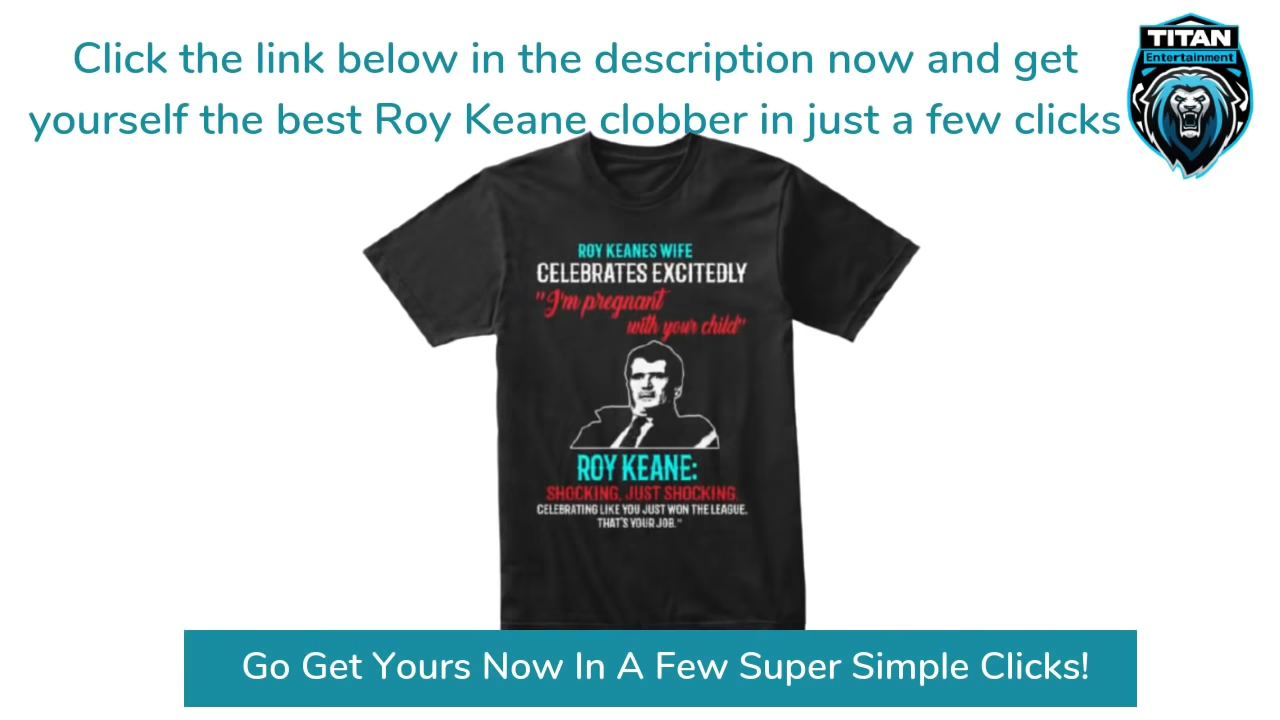 Click the link below in the description now and get
yourself the best Roy Keane clobber in just a few clicks
TITAN
Entertainment
ROY KEANES WIFE
CELEBRATES EXCITEDLY
"I'm pregnant
with your child"
ROY KEANE:
SHOCKING, JUST SHOCKING.
CELEBRATING LIKE YOU JUST WON THE LEAGUE.
THAT'S YOUR JOB."
Go Get Yours Now In A Few Super Simple Clicks!